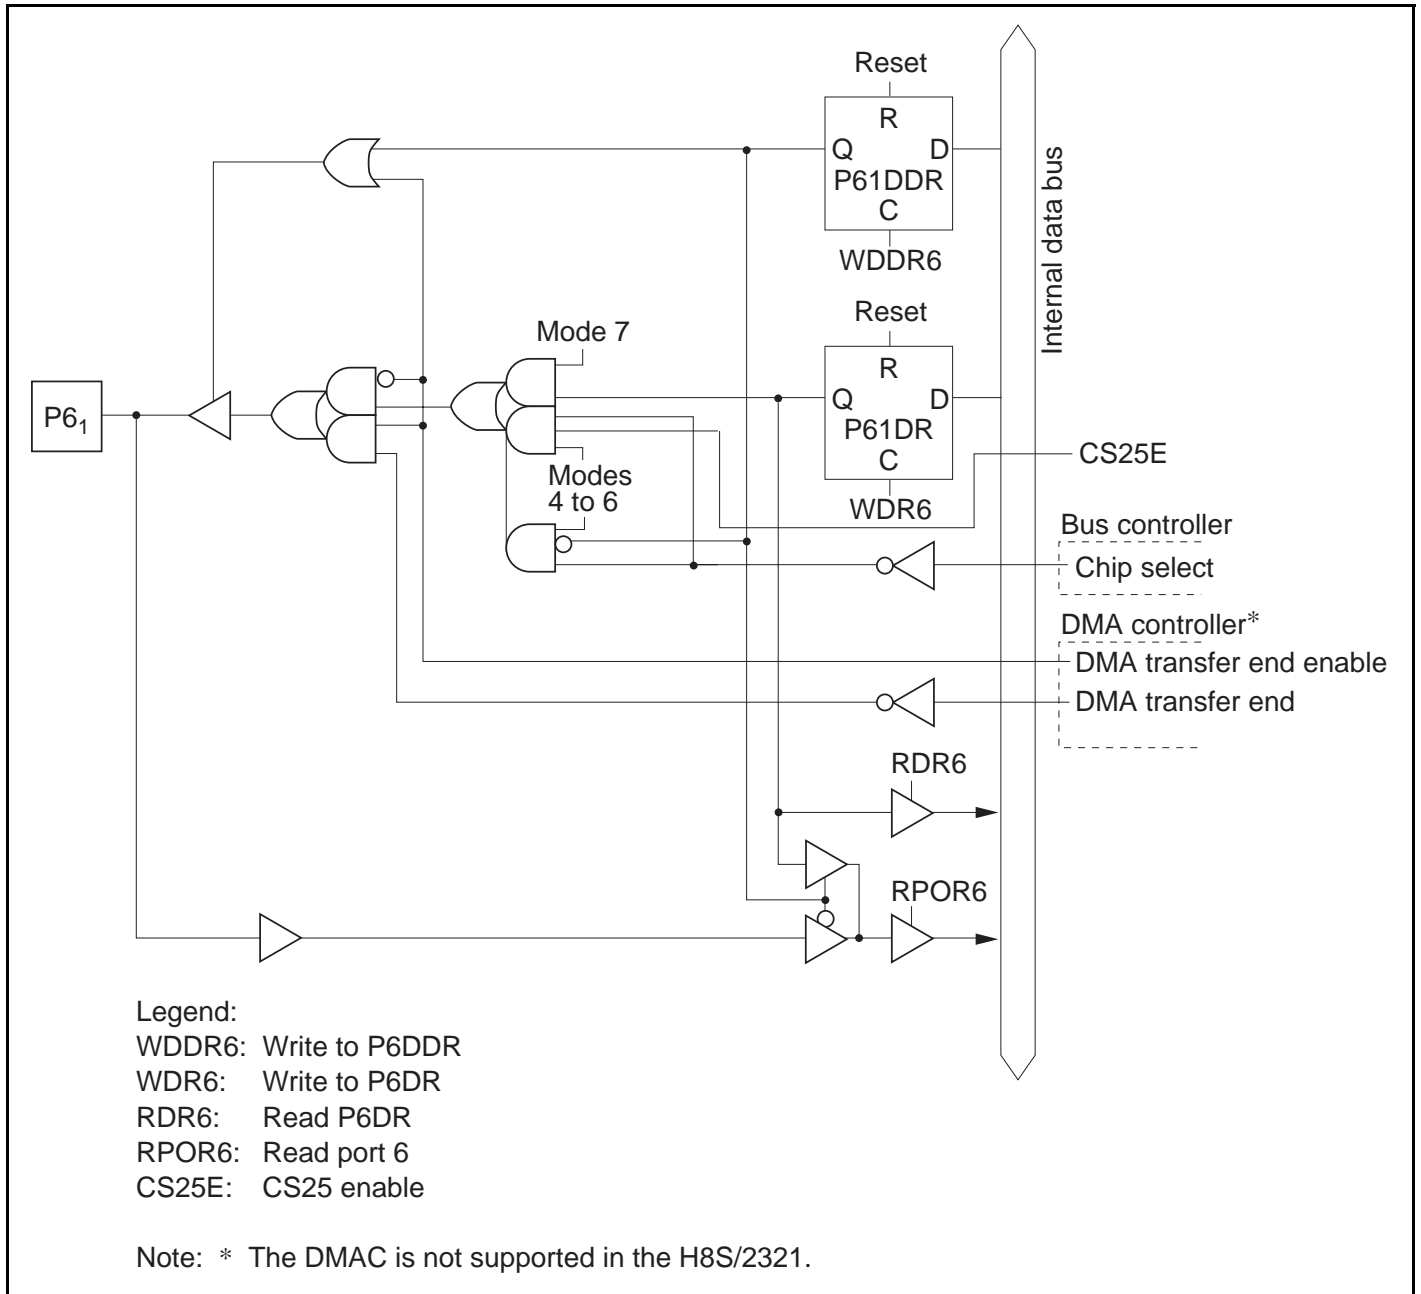 Reset
R
Q D
P61DDR
C
WDDR6
Internal data bus
Reset
Mode 7
R
Q D
P61DR
C
WDR6
P6₁
Modes
4 to 6
CS25E
Bus controller
Chip select
DMA controller*
DMA transfer end enable
DMA transfer end
RDR6
RPOR6
Legend:
WDDR6: Write to P6DDR
WDR6: Write to P6DR
RDR6: Read P6DR
RPOR6: Read port 6
CS25E: CS25 enable
Note: * The DMAC is not supported in the H8S/2321.